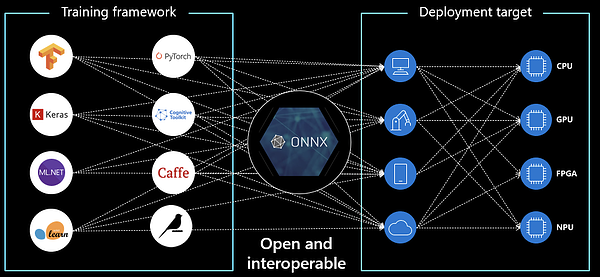 Training framework
Deployment target
PyTorch
Keras
Cognitive
Toolkit
ML.NET
Caffe
learn
ONNX
CPU
GPU
FPGA
NPU
Open and
interoperable